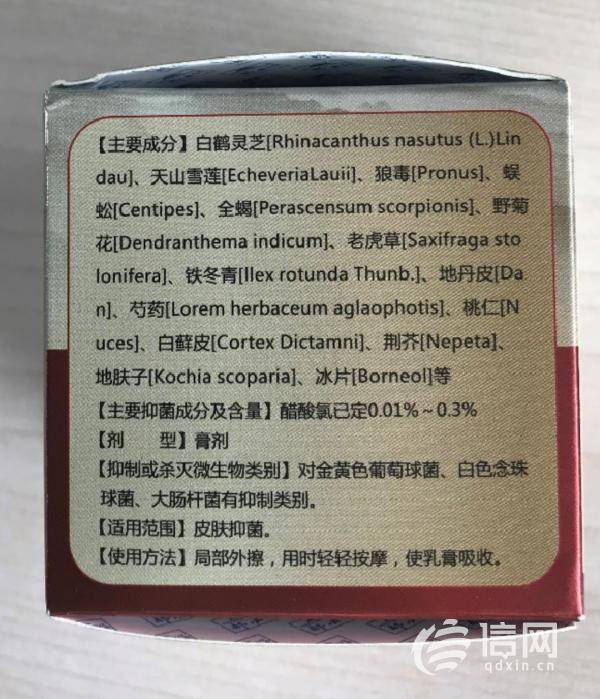 【主要成分】白鹤灵芝[Rhinacanthus nasutus (L.)Lin
dau]、天山雪莲[EcheveriaLauii]、狼毒[Pronus]、蜈
蚣[Centipes]、全蝎[Perascensum scorpionis]、野菊
花[Dendranthema indicum]、老虎草[Saxifraga sto
lonifera]、铁冬青[Ilex rotunda Thunb.]、地丹皮[Da
n]、芍药[Lorem herbaceum aglaophotis]、桃仁[N
uces]、白藓皮[Cortex Dictamni]、荆芥[Nepeta]、
地肤子[Kochia scoparia]、冰片[Borneol]等
【主要抑菌成分及含量】醋酸氯已定0.01%~0.3%
【剂 型】膏剂
【抑制或杀灭微生物类别】对金黄色葡萄球菌、白色念珠
球菌、大肠杆菌有抑制类别。
【适用范围】皮肤抑菌。
【使用方法】局部外擦，用时轻轻按摩，使乳膏吸收。
信网
qdxin.cn